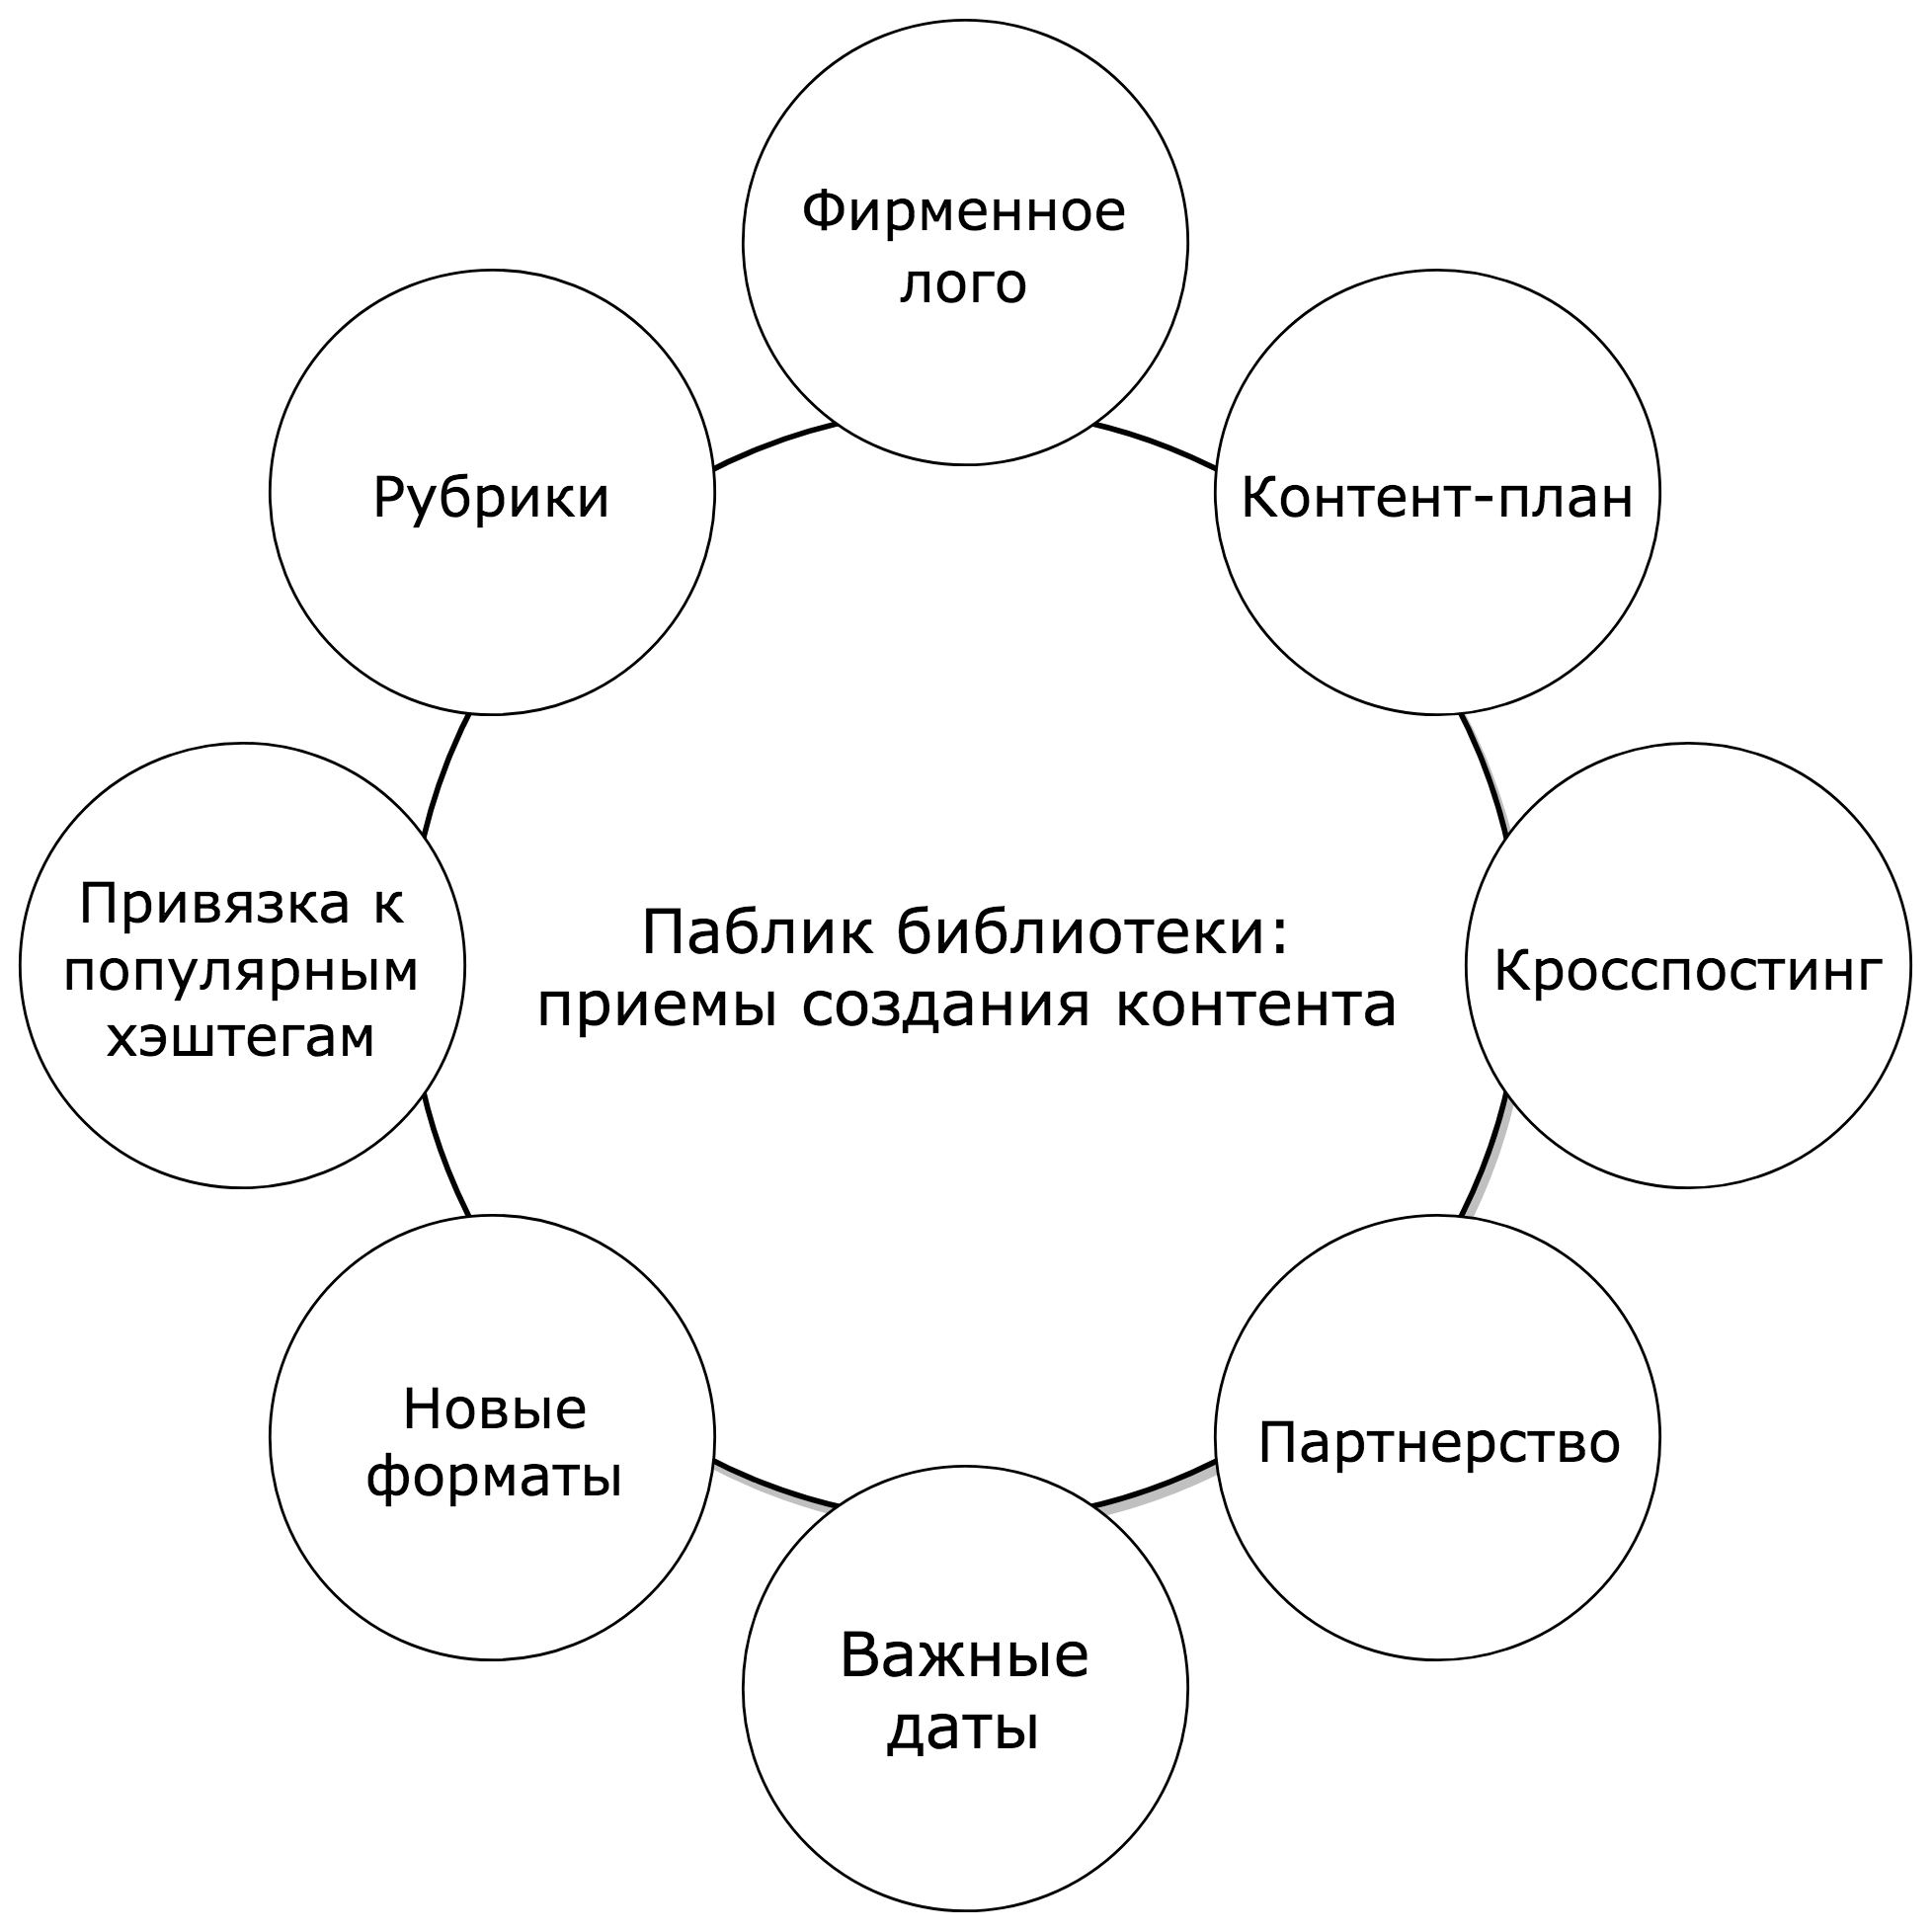 Фирменное
лого
Рубрики
Контент-план
Привязка к
популярным
хэштегам
Паблик библиотеки:
приемы создания контента
Кросспостинг
Новые
форматы
Партнерство
Важные
даты